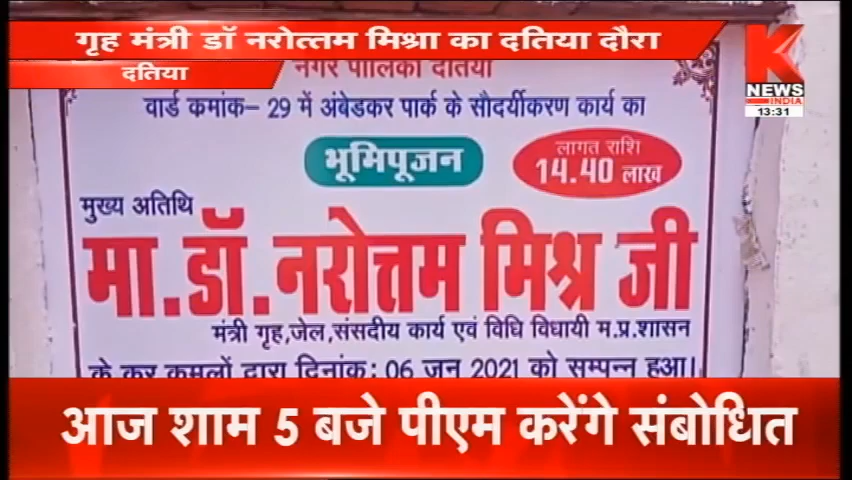 गृह मंत्री डॉ नरोत्तम मिश्रा का दतिया दौरा
दतिया
K
NEWS
INDIA
13:31
नगर पालिका दतिया
वार्ड कमांक- 29 में अंबेडकर पार्क के सौदर्यीकरण कार्य का
भूमिपूजन
लागत राशि
14.40 लाख
मुख्य अतिथि
मा.डॉ.नरोत्तम मिश्र जी
मंत्री गृह,जेल,संसदीय कार्य एवं विधि विधायी म.प्र.शासन
के कर कमलों द्वारा दिनांक: 06 जून 2021 को सम्पन्न हुआ।
आज शाम 5 बजे पीएम करेंगे संबोधित